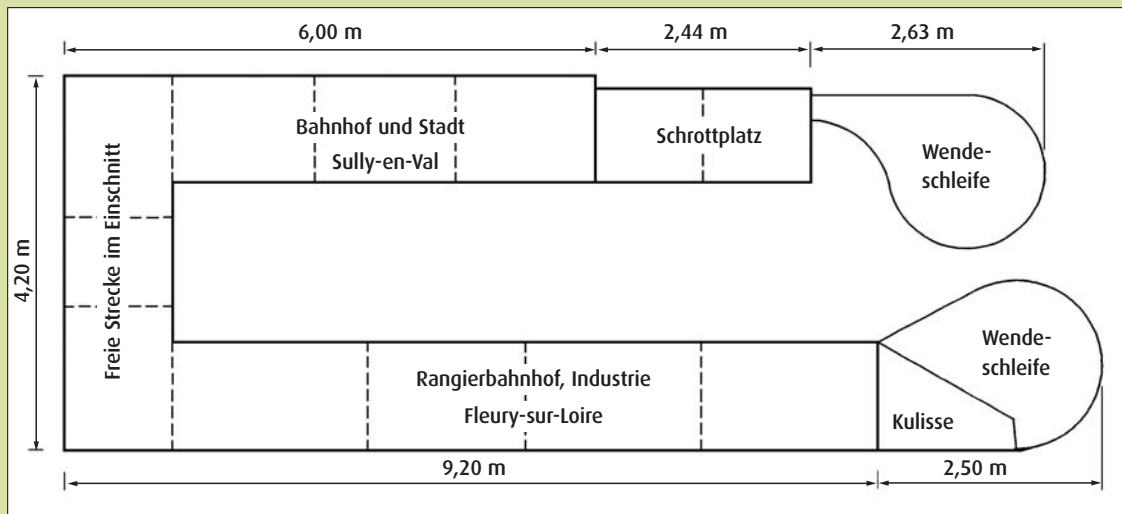 6,00 m
2,44 m
2,63 m
Bahnhof und Stadt
Sully-en-Val
Schrottplatz
Wende-
schleife
4,20 m
Freie Strecke im Einschnitt
Wende-
schleife
Rangierbahnhof, Industrie
Fleury-sur-Loire
Kulisse
9,20 m
2,50 m